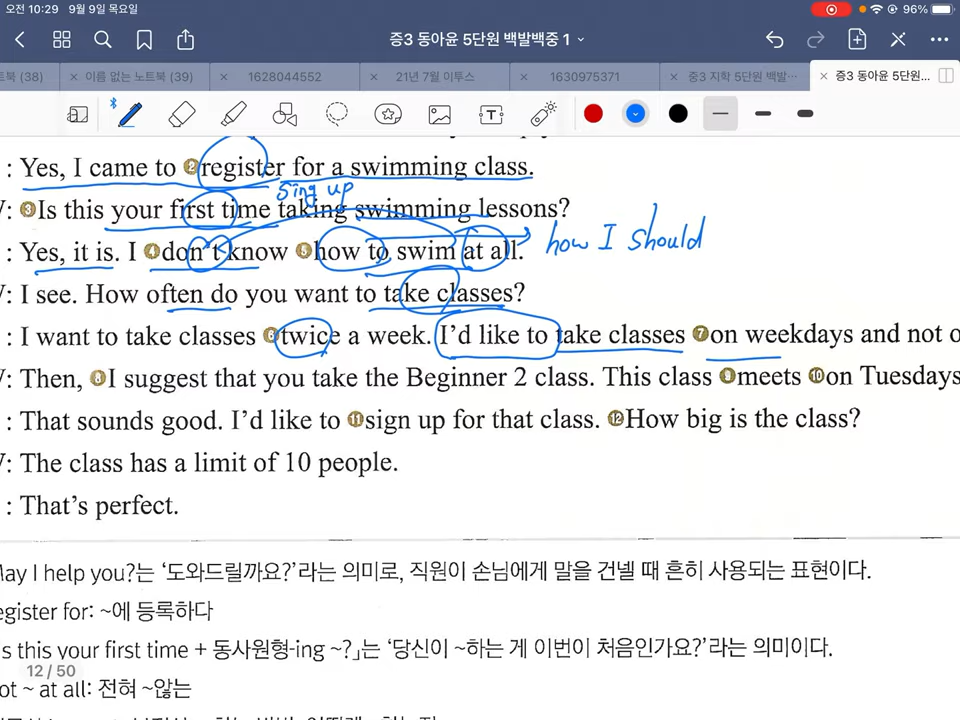 오전 10:29 9월 9일 목요일
96%
증3 동아윤 5단원 백발백중 1
트북 (38)
이름 없는 노트북 (39)
1628044552
21년 7월 이투스
1630975371
중3 지학 5단원 백발…
증3 동아윤 5단원...
: Yes, I came to ❷register for a swimming class.
sing up
: ❸Is this your first time taking swimming lessons?
: Yes, it is. I ❹don't know ❺how to swim at all.
how I should
: I see. How often do you want to take classes?
: I want to take classes ❻twice a week. I'd like to take classes ❼on weekdays and not o
: Then, ❽I suggest that you take the Beginner 2 class. This class ❾meets ❿on Tuesdays
: That sounds good. I'd like to ⓫sign up for that class. ⓬How big is the class?
: The class has a limit of 10 people.
: That's perfect.
May I help you?는 '도와드릴까요?'라는 의미로, 직원이 손님에게 말을 건넬 때 흔히 사용되는 표현이다.
egister for: ~에 등록하다
s this your first time + 동사원형-ing ~?」는 '당신이 ~하는 게 이번이 처음인가요?'라는 의미이다.
12 / 50
ot ~ at all: 전혀 ~않는